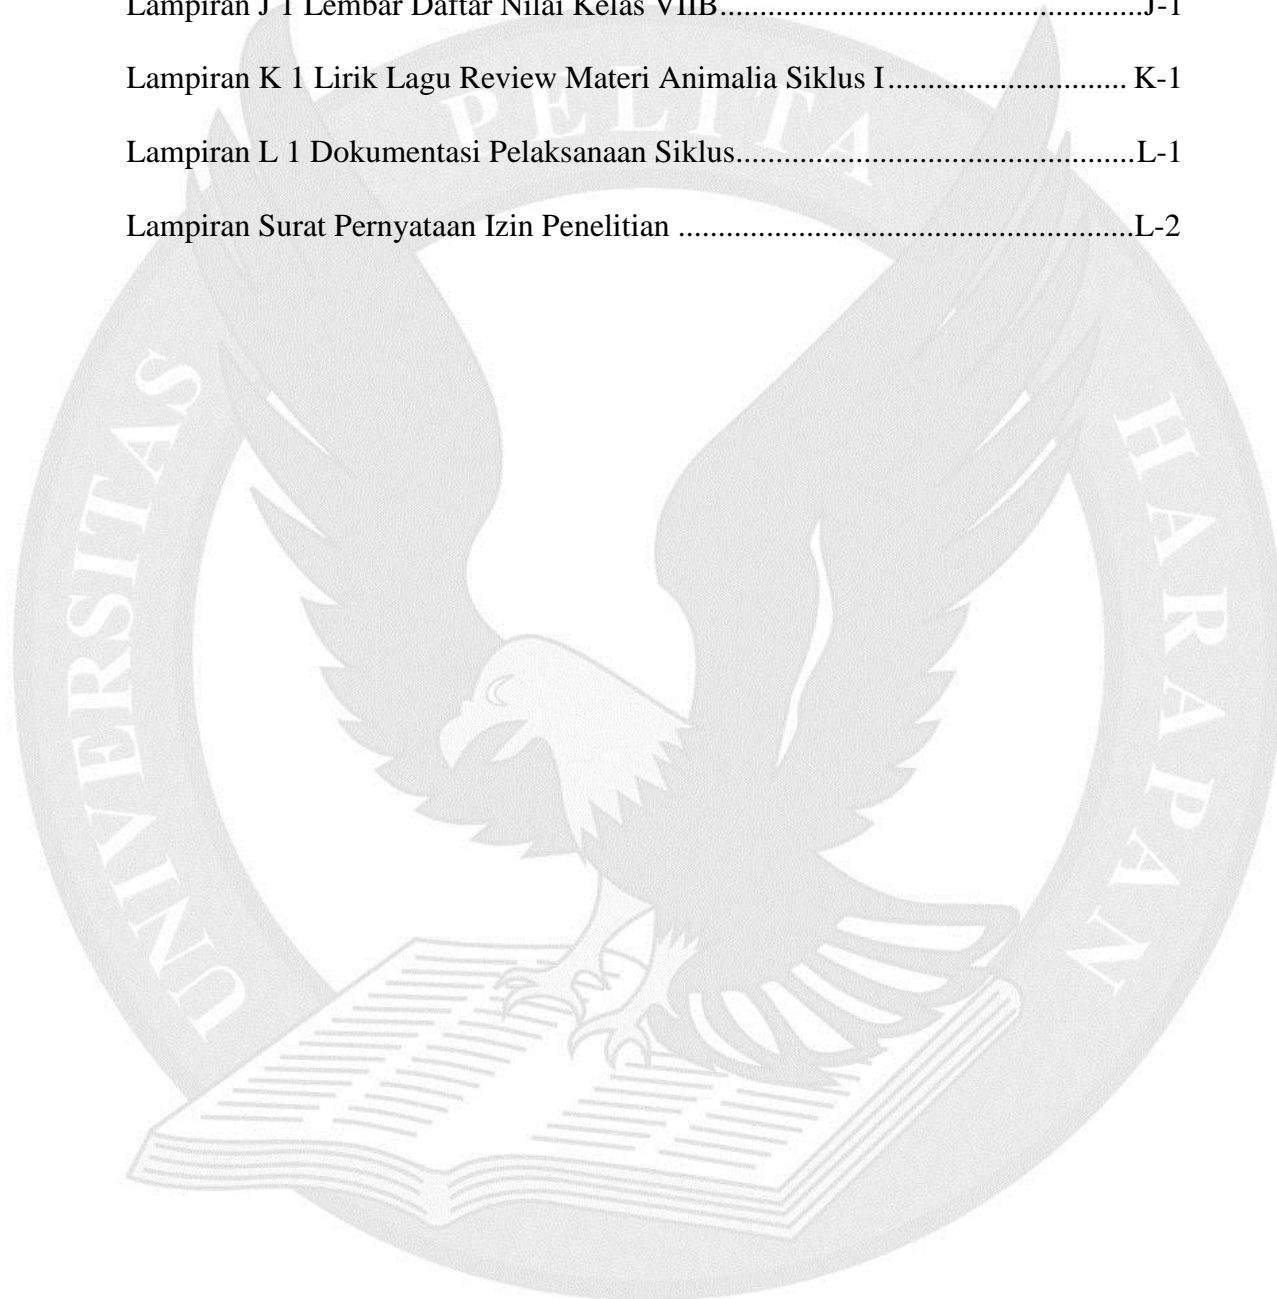 Lampiran J 1 Lembar Daftar Nilai Kelas VIIB.....................................................J-1
Lampiran K 1 Lirik Lagu Review Materi Animalia Siklus I.............................. K-1
Lampiran L 1 Dokumentasi Pelaksanaan Siklus..................................................L-1
Lampiran Surat Pernyataan Izin Penelitian .........................................................L-2
UNIVERSITAS PELITA HARAPAN